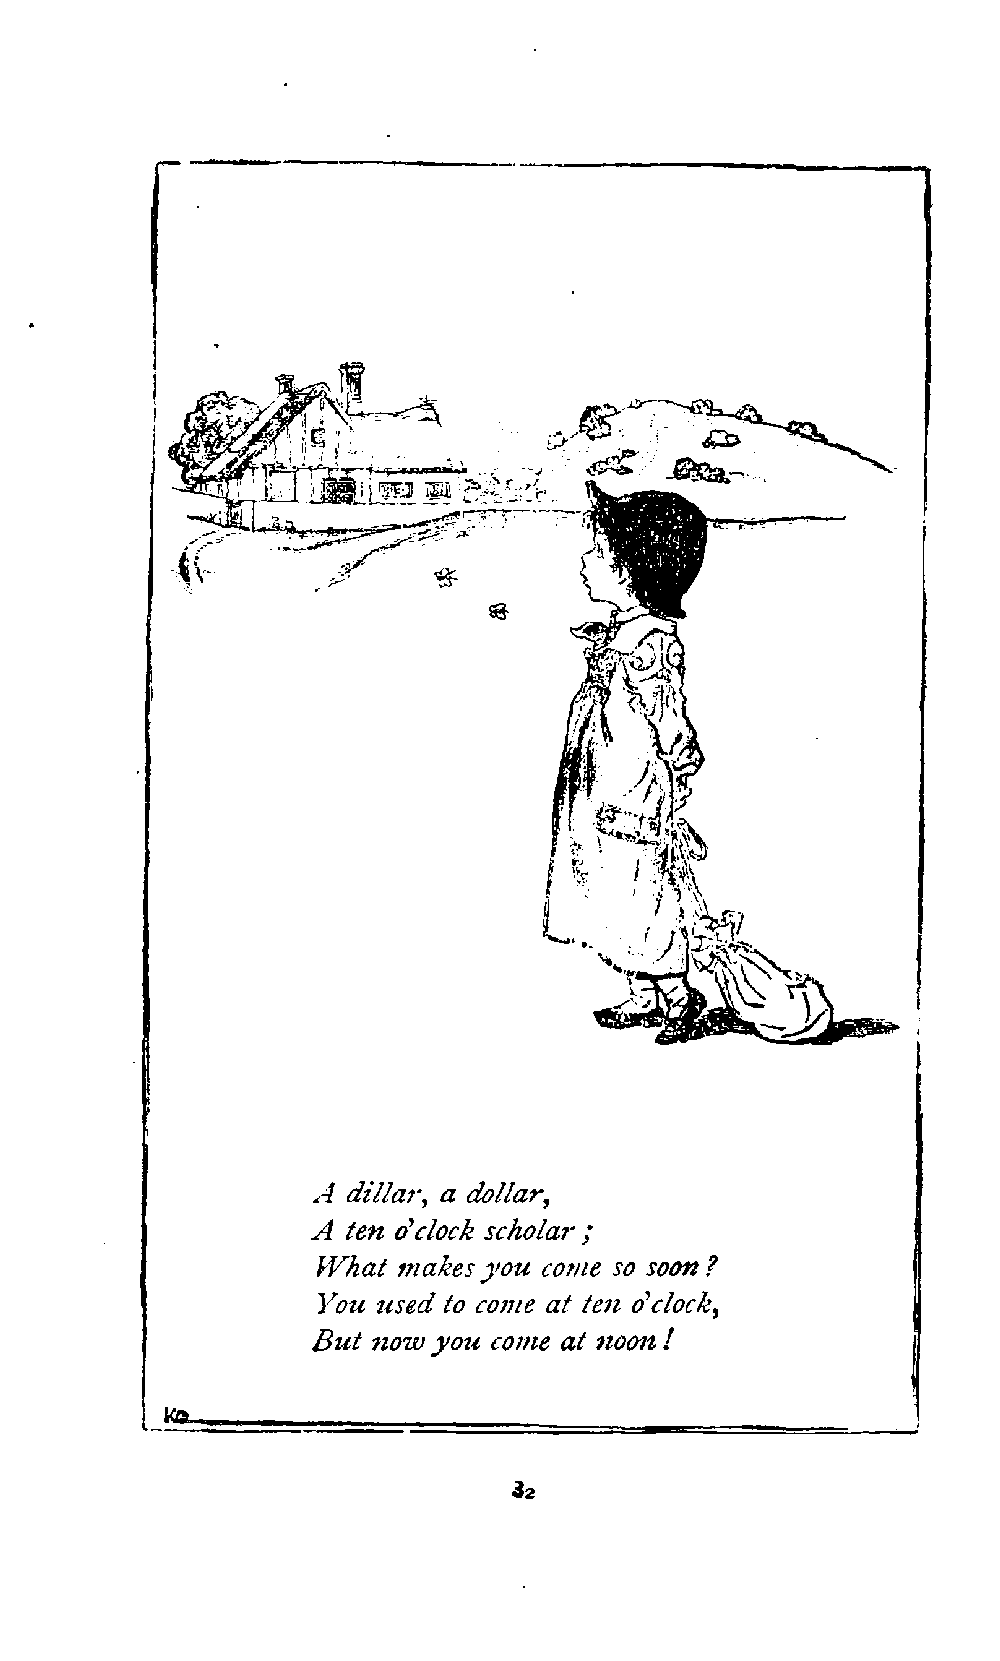 A dillar, a dollar,
A ten o'clock scholar ;
What makes you come so soon ?
You used to come at ten o'clock,
But now you come at noon !
KG
32